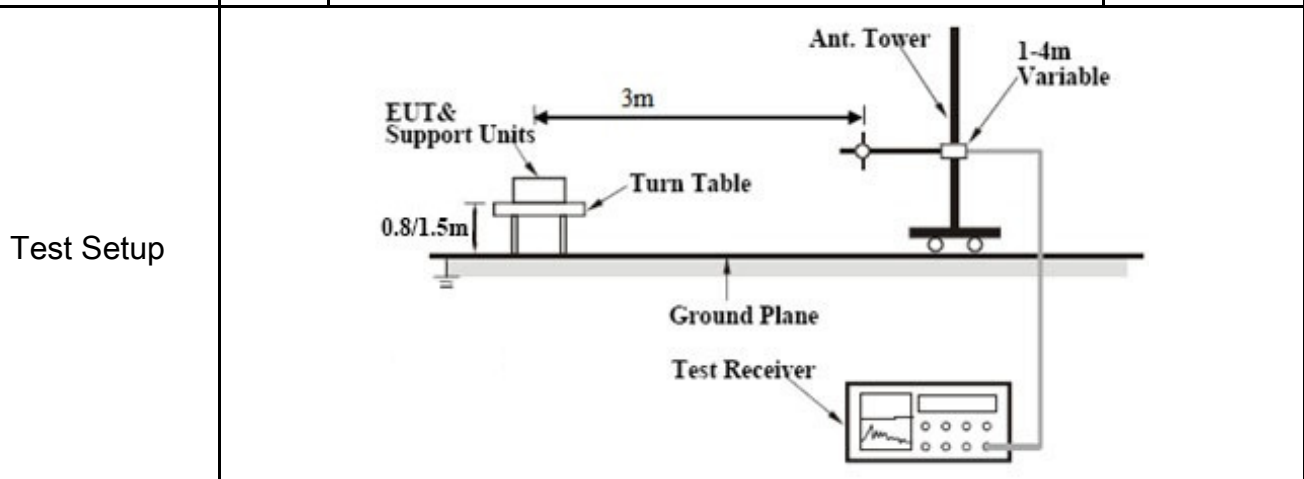 Test Setup
Ant. Tower
1-4m
Variable
3m
EUT&
Support Units
Turn Table
0.8/1.5m
Ground Plane
Test Receiver